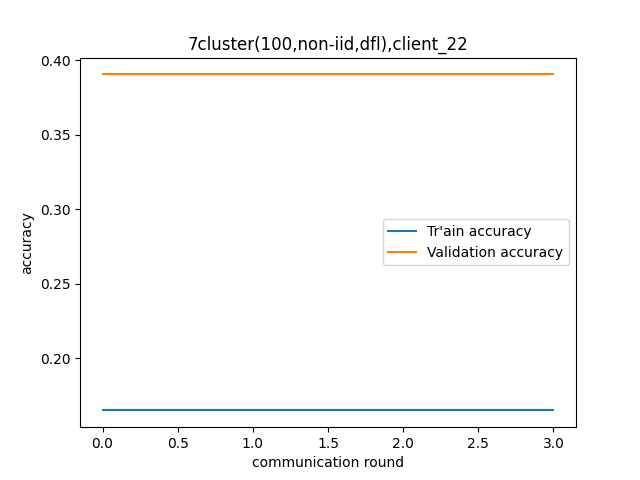 7cluster(100,non-iid,dfl),client_22
0.40
0.35
0.30
0.25
0.20
accuracy
Tr'ain accuracy
Validation accuracy
0.0 0.5 1.0 1.5 2.0 2.5 3.0
communication round